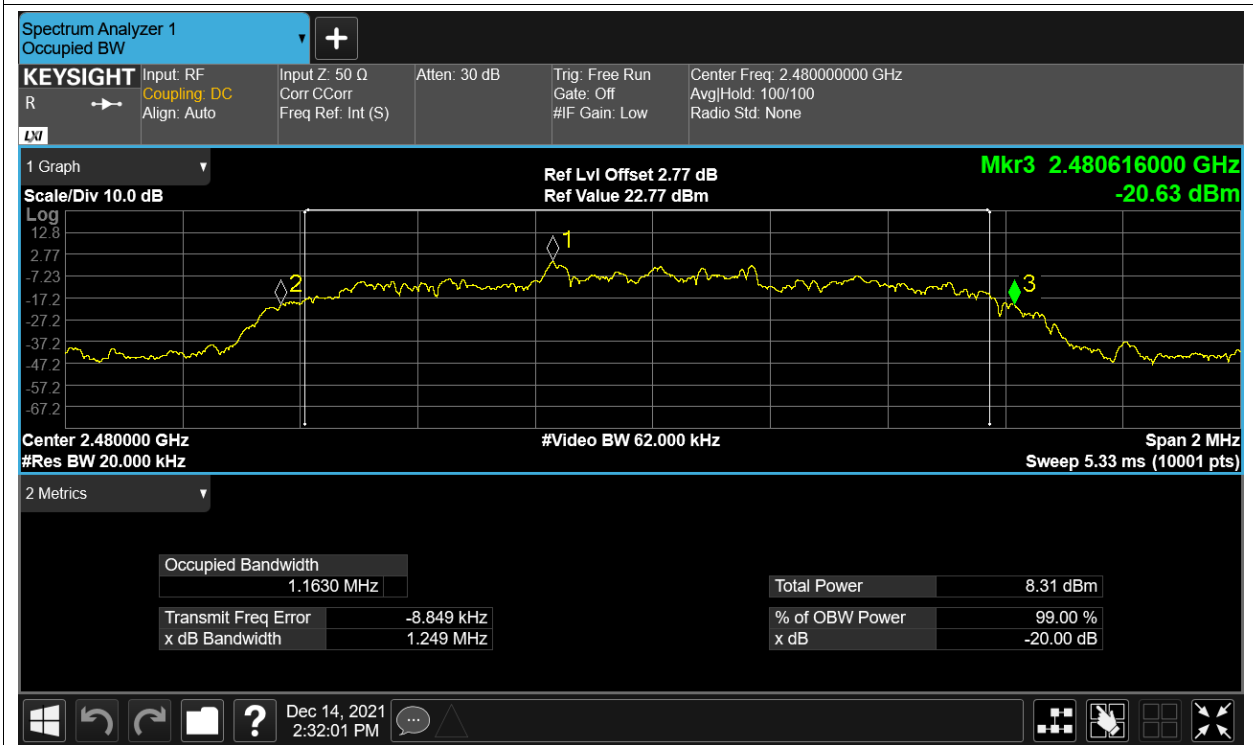 Spectrum Analyzer 1
Occupied BW
KEYSIGHT
R
LXI
Input: RF
Coupling: DC
Align: Auto
Input Z: 50 Ω
Corr CCorr
Freq Ref: Int (S)
Atten: 30 dB
Trig: Free Run
Gate: Off
#IF Gain: Low
Center Freq: 2.480000000 GHz
Avg|Hold: 100/100
Radio Std: None
1 Graph
Scale/Div 10.0 dB
Ref Lvl Offset 2.77 dB
Ref Value 22.77 dBm
Mkr3 2.480616000 GHz
-20.63 dBm
Log
12.8
2.77
-7.23
-17.2
-27.2
-37.2
-47.2
-57.2
-67.2
1
2
3
Center 2.480000 GHz
#Video BW 62.000 kHz
Span 2 MHz
#Res BW 20.000 kHz
Sweep 5.33 ms (10001 pts)
2 Metrics
Occupied Bandwidth
1.1630 MHz
Total Power 8.31 dBm
Transmit Freq Error -8.849 kHz
% of OBW Power 99.00 %
x dB Bandwidth 1.249 MHz
x dB -20.00 dB
?
Dec 14, 2021
2:32:01 PM